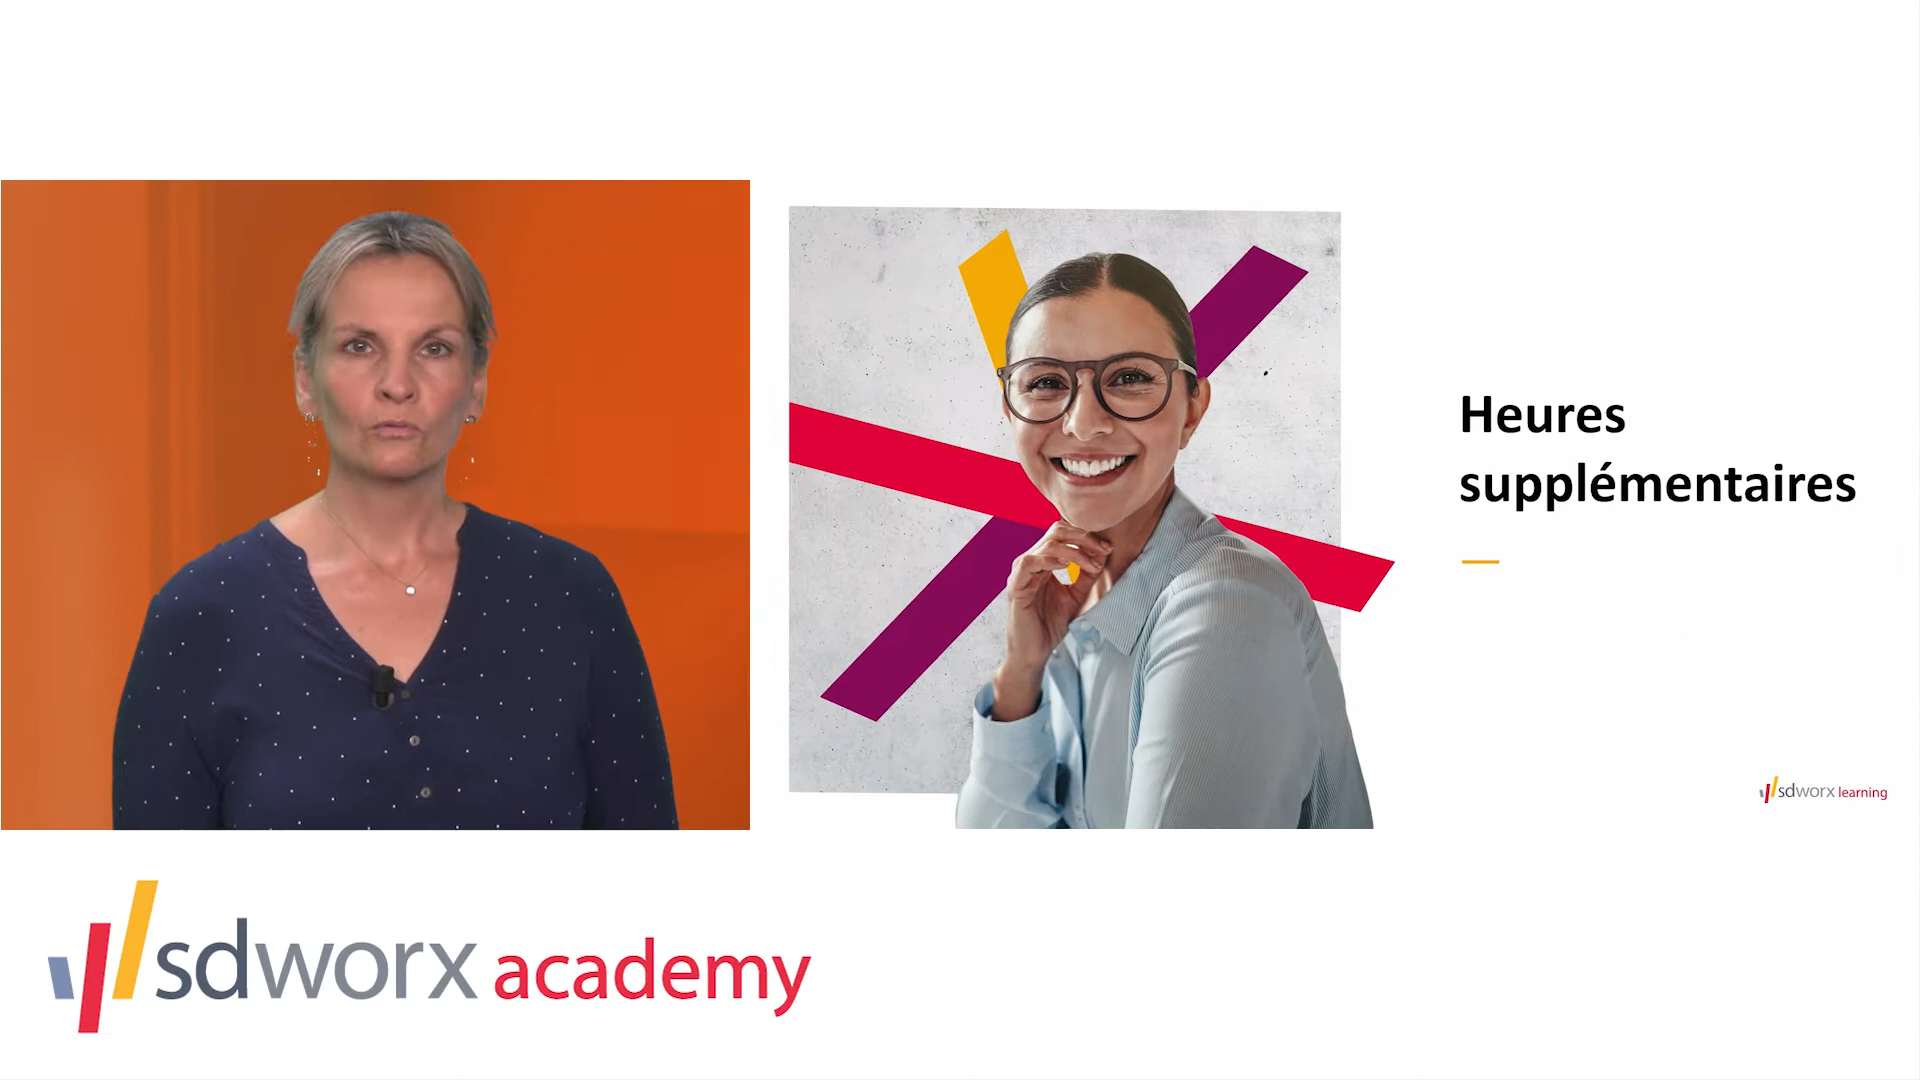 Heures
supplémentaires
sdworx learning
sdworx academy